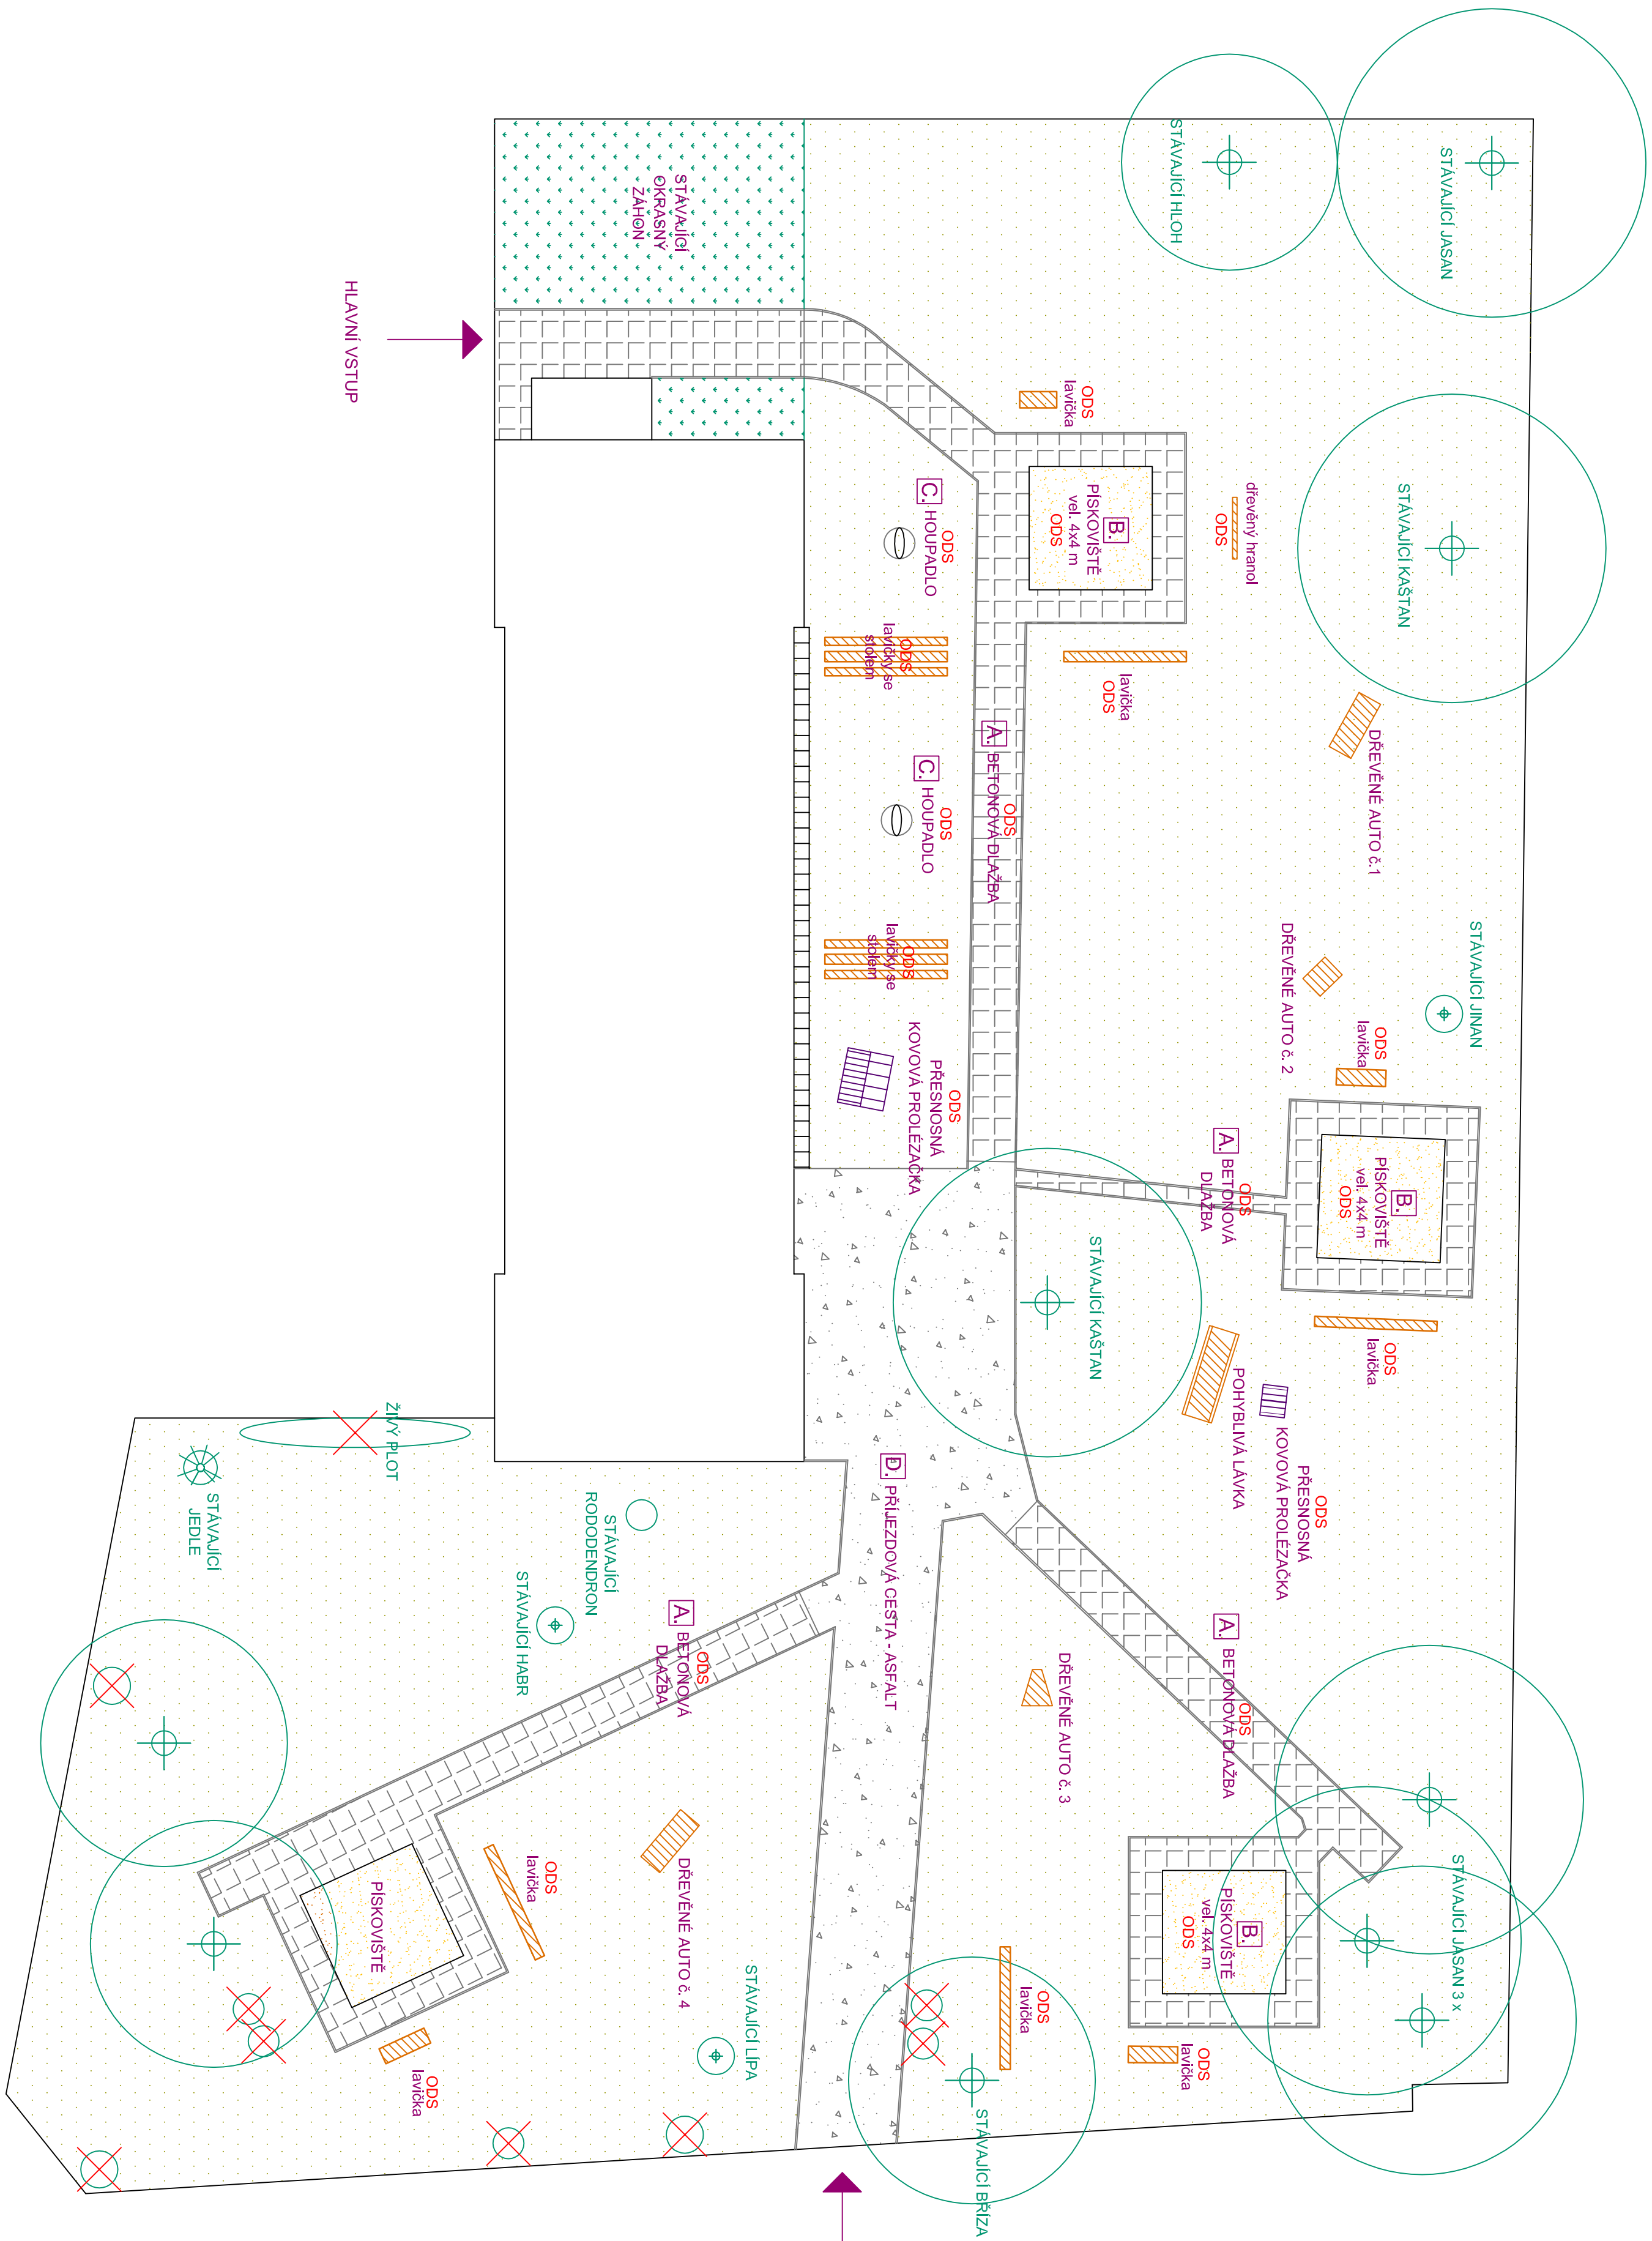 STÁVAJÍCÍ JASAN
STÁVAJÍCÍ HLOH
STÁVAJÍCÍ
OKRASNÝ
ZÁHON
HLAVNÍ VSTUP
ODS
lavička
STÁVAJÍCÍ KAŠTAN
dřevěný hranol
ODS
B.
PÍSKOVIŠTĚ
vel. 4x4 m
ODS
ODS
C. HOUPADLO
ODS
lavičky se
stolem
lavička
ODS
DŘEVĚNÉ AUTO č.1
ODS
A. BETONOVÁ DLAŽBA
ODS
C. HOUPADLO
STÁVAJÍCÍ JINAN
DŘEVĚNÉ AUTO č. 2
ODS
lavičky se
stolem
ODS
lavička
ODS
PŘESNOSNÁ
KOVOVÁ PROLÉZAČKA
B.
PÍSKOVIŠTĚ
vel. 4x4 m
ODS
ODS
A. BETONOVÁ
DLAŽBA
STÁVAJÍCÍ KAŠTAN
ODS
lavička
POHYBLIVÁ LÁVKA
ODS
PŘESNOSNÁ
KOVOVÁ PROLÉZAČKA
ŽIVÝ PLOT
STÁVAJÍCÍ
JEDLE
STÁVAJÍCÍ
RODODENDRON
STÁVAJÍCÍ HABR
D. PŘÍJEZDOVÁ CESTA - ASFALT
ODS
A. BETONOVÁ
DLAŽBA
ODS
A. BETONOVÁ DLAŽBA
DŘEVĚNÉ AUTO č. 3
STÁVAJÍCÍ JASAN 3 x
B.
PÍSKOVIŠTĚ
vel. 4x4 m
ODS
DŘEVĚNÉ AUTO č. 4
ODS
lavička
PÍSKOVIŠTĚ
ODS
lavička
ODS
lavička
STÁVAJÍCÍ LÍPA
ODS
lavička
STÁVAJÍCÍ BŘÍZA